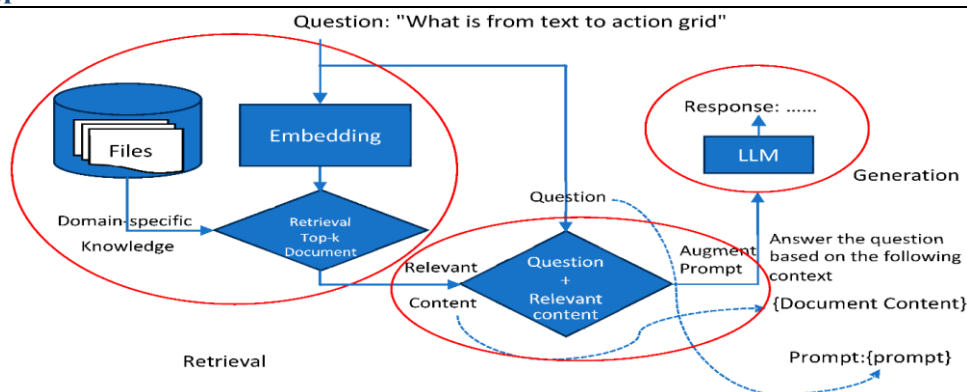 Question: "What is from text to action grid"
Response: ......
Embedding
Files
LLM
Generation
Question
Retrieval
Top-k
Document
Domain-specific
Knowledge
Augment
Prompt
Answer the question
based on the following
context
Question
+
Relevant
content
Relevant
Content
{Document Content}
Retrieval
Prompt:{prompt}